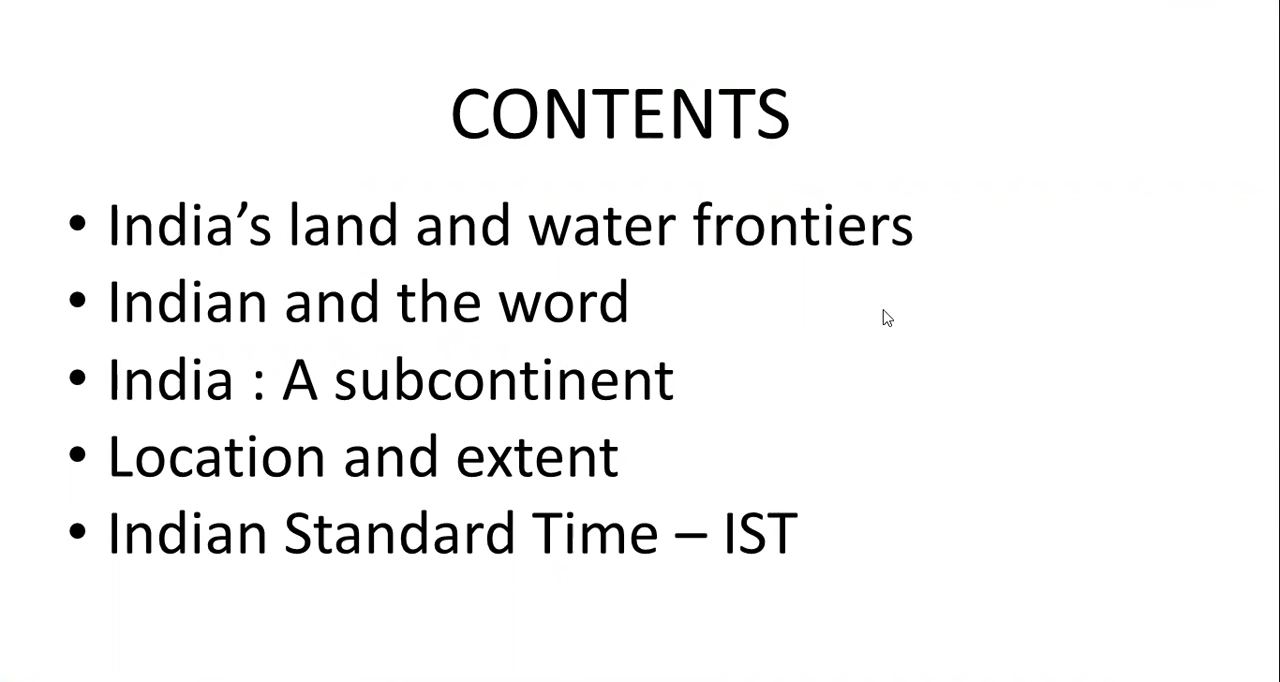 CONTENTS
• India’s land and water frontiers
• Indian and the word
• India : A subcontinent
• Location and extent
• Indian Standard Time – IST